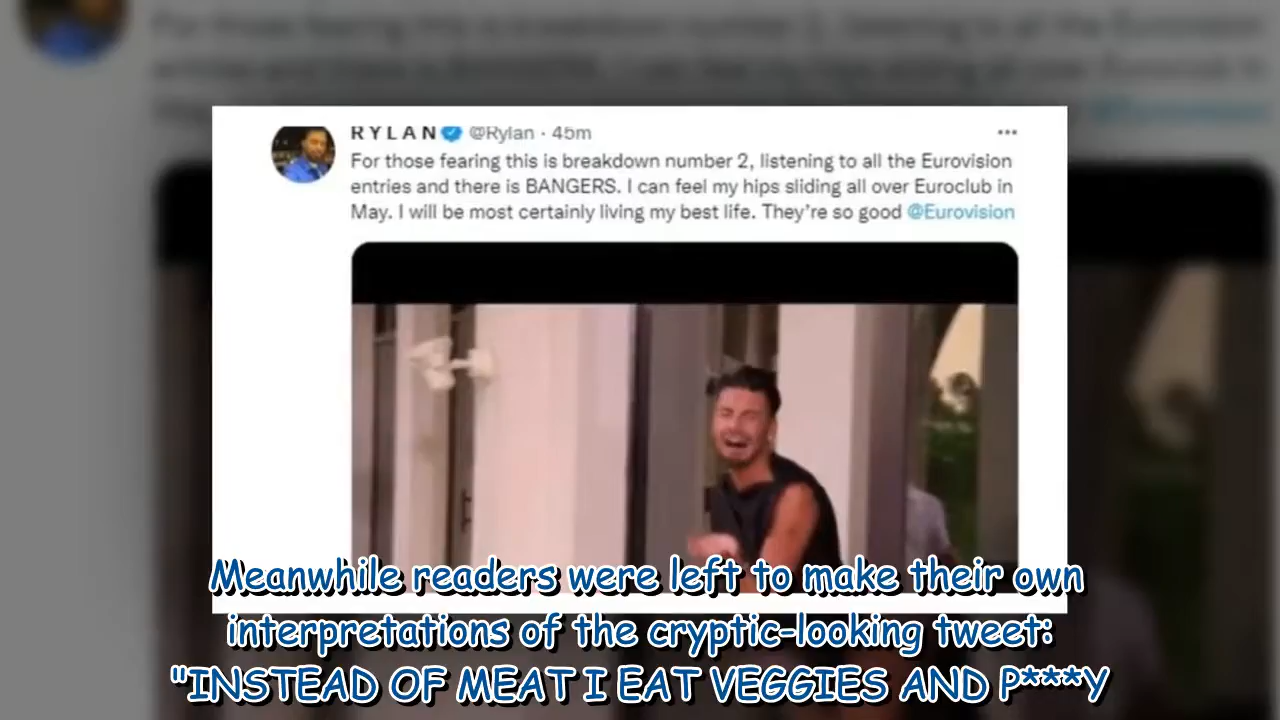 RYLAN @Rylan · 45m
For those fearing this is breakdown number 2, listening to all the Eurovision
entries and there is BANGERS. I can feel my hips sliding all over Euroclub in
May. I will be most certainly living my best life. They're so good @Eurovision
Meanwhile readers were left to make their own
interpretations of the cryptic-looking tweet:
"INSTEAD OF MEAT I EAT VEGGIES AND P***Y